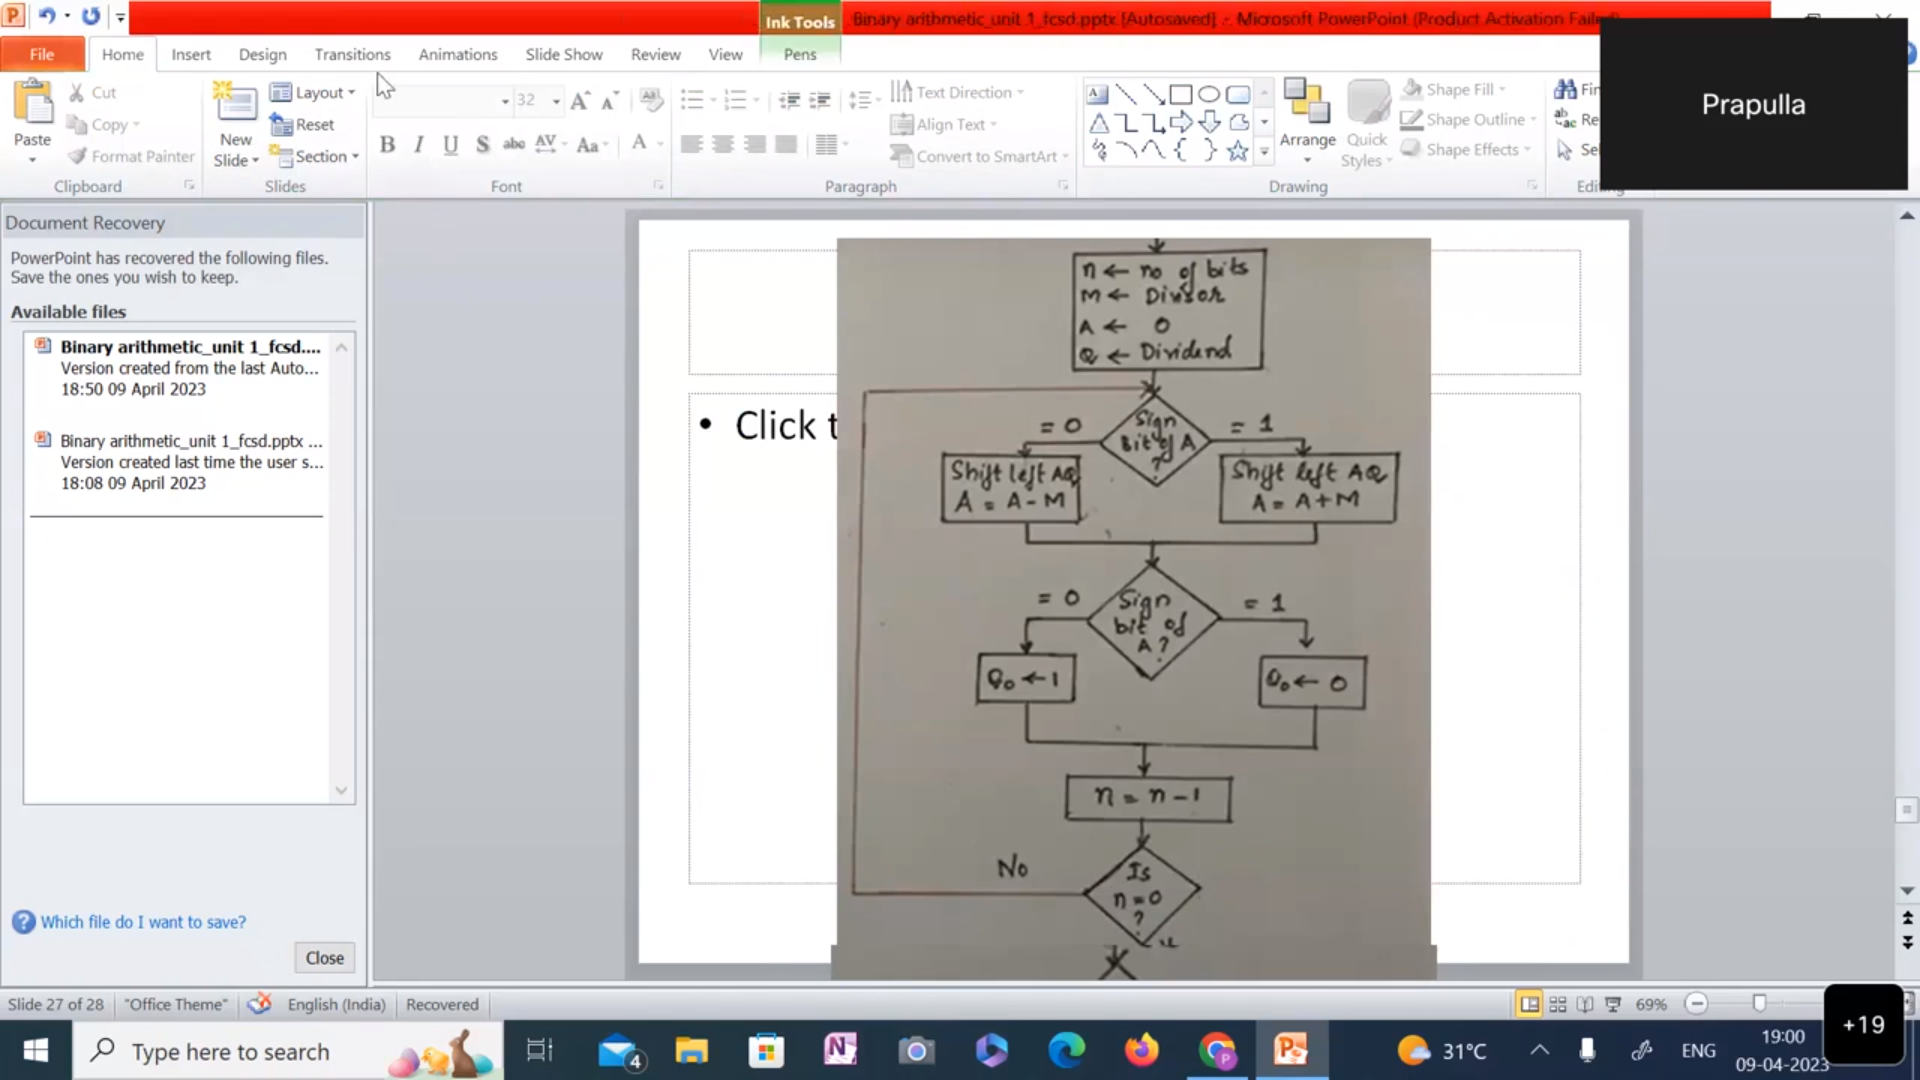 Ink Tools
Binary arithmetic_unit 1_fcsd.pptx [Autosaved] - Microsoft PowerPoint (Product Activation Failed)
File Home Insert Design Transitions Animations Slide Show Review View Pens
Cut
Copy
Format Painter
Paste
Clipboard
New
Slide
Layout
Reset
Section
Slides
32
B I U S abc AV Aa A
Font
Text Direction
Align Text
Convert to SmartArt
Paragraph
Arrange
Quick
Styles
Shape Fill
Shape Outline
Shape Effects
Drawing
Fin
Re
Sel
Editing
Prapulla
Document Recovery
PowerPoint has recovered the following files.
Save the ones you wish to keep.
Available files
Binary arithmetic_unit 1_fcsd....
Version created from the last Auto...
18:50 09 April 2023
Binary arithmetic_unit 1_fcsd.pptx ...
Version created last time the user s...
18:08 09 April 2023
Which file do I want to save?
Close
• Click t
n ← no of bits
M ← Divisor
A ← 0
Q ← Dividend
= 0
Sign
Bit of A
?
= 1
Shift left AQ
A = A - M
Shift left AQ
A = A + M
= 0
Sign
bit of
A?
= 1
Q₀ ← 1
Q₀ ← 0
n = n - 1
No
Is
n = 0
?
Slide 27 of 28 "Office Theme" English (India) Recovered
69%
Type here to search
4
31°C
ENG
19:00
09-04-2023
+19